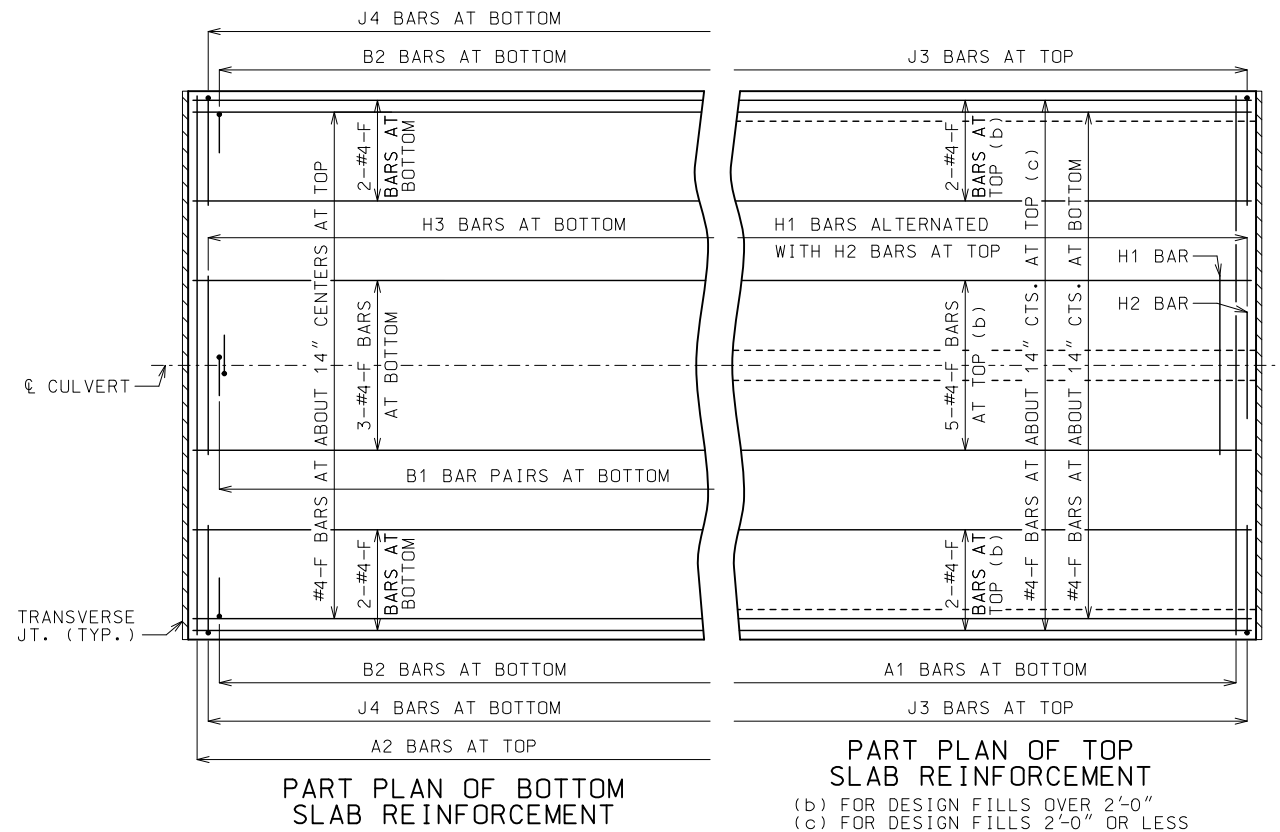 J4 BARS AT BOTTOM
B2 BARS AT BOTTOM
J3 BARS AT TOP
2-#4-F
BARS AT
BOTTOM
2-#4-F
BARS AT
TOP (b)
#4-F BARS AT ABOUT 14" CENTERS AT TOP
H3 BARS AT BOTTOM
H1 BARS ALTERNATED
WITH H2 BARS AT TOP
#4-F BARS AT ABOUT 14" CTS. AT TOP (c)
#4-F BARS AT ABOUT 14" CTS. AT BOTTOM
H1 BAR
H2 BAR
3-#4-F BARS
AT BOTTOM
5-#4-F BARS
AT TOP (b)
℄ CULVERT
B1 BAR PAIRS AT BOTTOM
2-#4-F
BARS AT
BOTTOM
2-#4-F
BARS AT
TOP (b)
TRANSVERSE
JT. (TYP.)
B2 BARS AT BOTTOM
A1 BARS AT BOTTOM
J4 BARS AT BOTTOM
J3 BARS AT TOP
A2 BARS AT TOP
PART PLAN OF BOTTOM
SLAB REINFORCEMENT
PART PLAN OF TOP
SLAB REINFORCEMENT
(b) FOR DESIGN FILLS OVER 2'-0"
(c) FOR DESIGN FILLS 2'-0" OR LESS